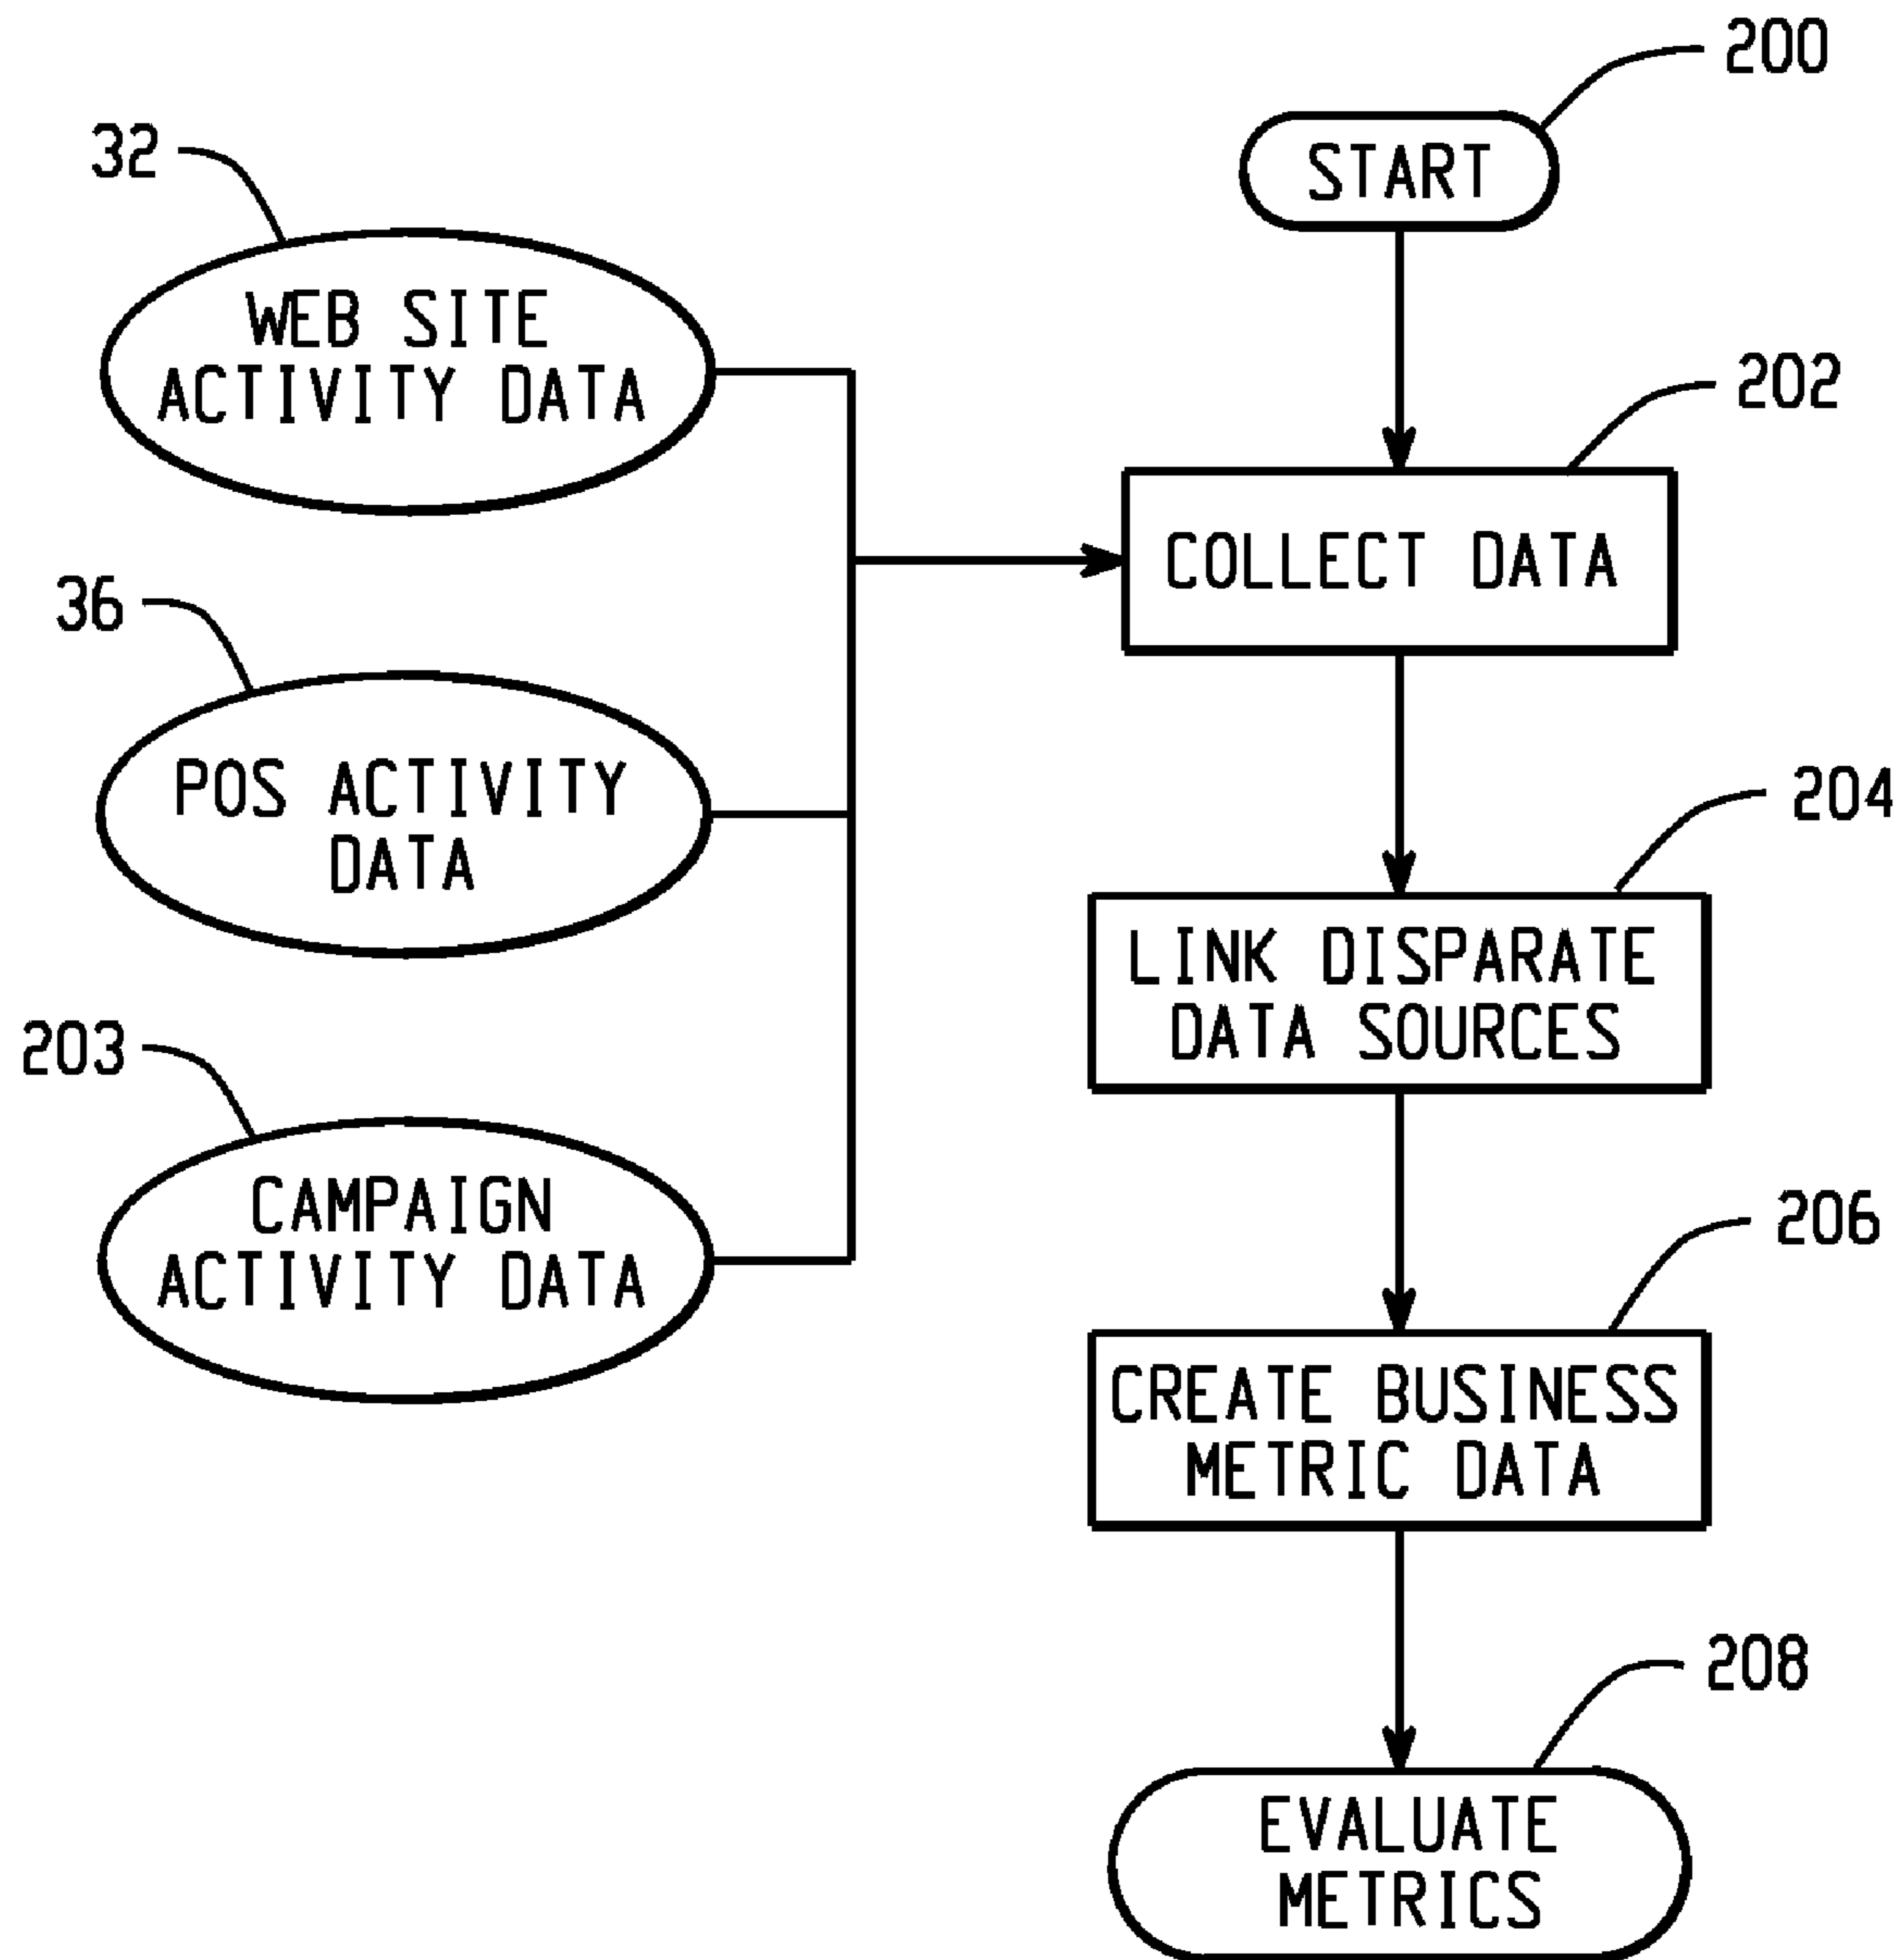 200
START
32
WEB SITE
ACTIVITY DATA
202
COLLECT DATA
36
POS ACTIVITY
DATA
204
LINK DISPARATE
DATA SOURCES
203
CAMPAIGN
ACTIVITY DATA
206
CREATE BUSINESS
METRIC DATA
208
EVALUATE
METRICS